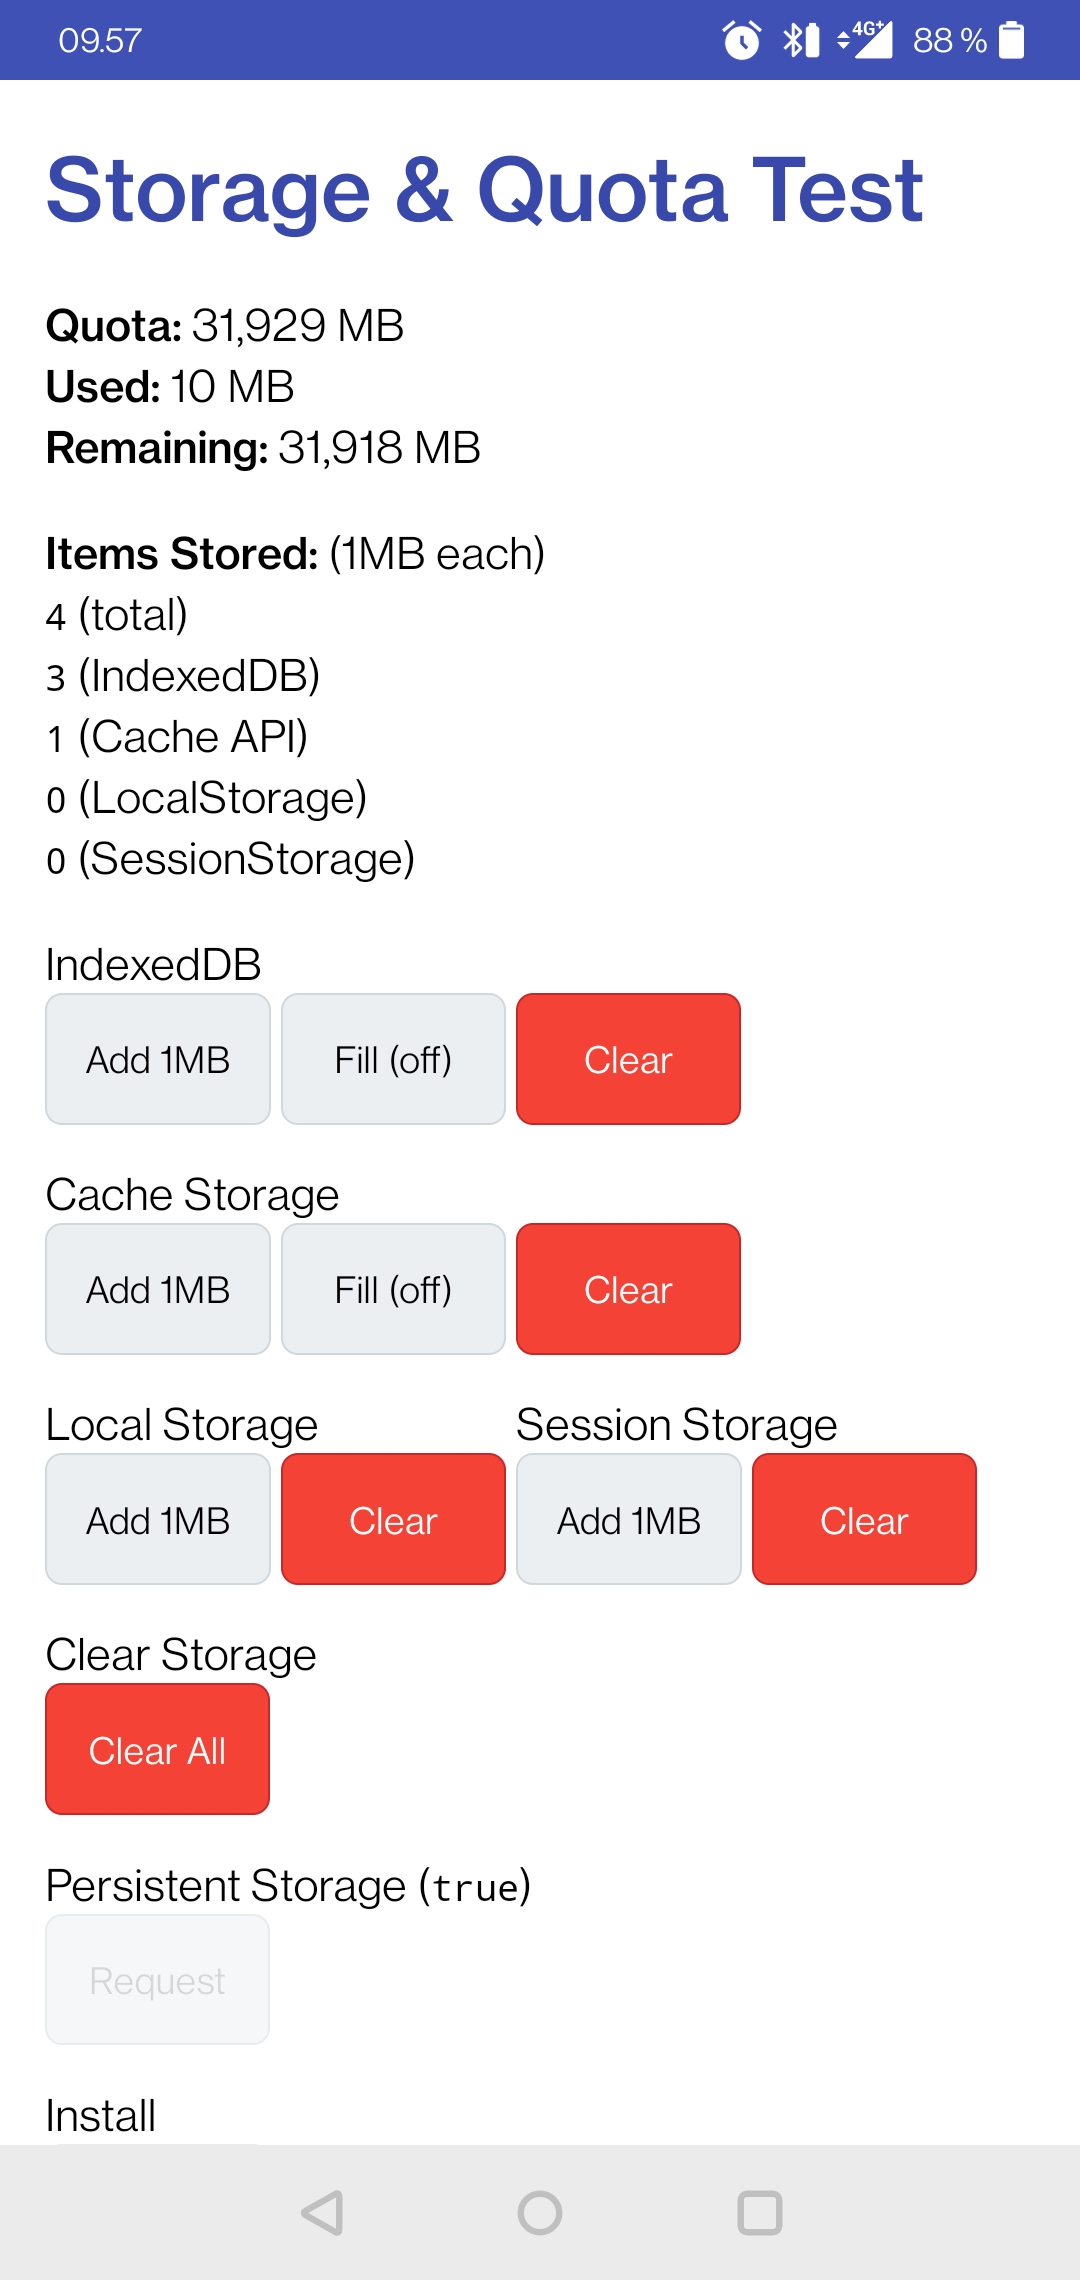 09.57
4G+
88 %
Storage & Quota Test
Quota: 31,929 MB
Used: 10 MB
Remaining: 31,918 MB
Items Stored: (1MB each)
4 (total)
3 (IndexedDB)
1 (Cache API)
0 (LocalStorage)
0 (SessionStorage)
IndexedDB
Add 1MB Fill (off) Clear
Cache Storage
Add 1MB Fill (off) Clear
Local Storage Session Storage
Add 1MB Clear Add 1MB Clear
Clear Storage
Clear All
Persistent Storage (true)
Request
Install